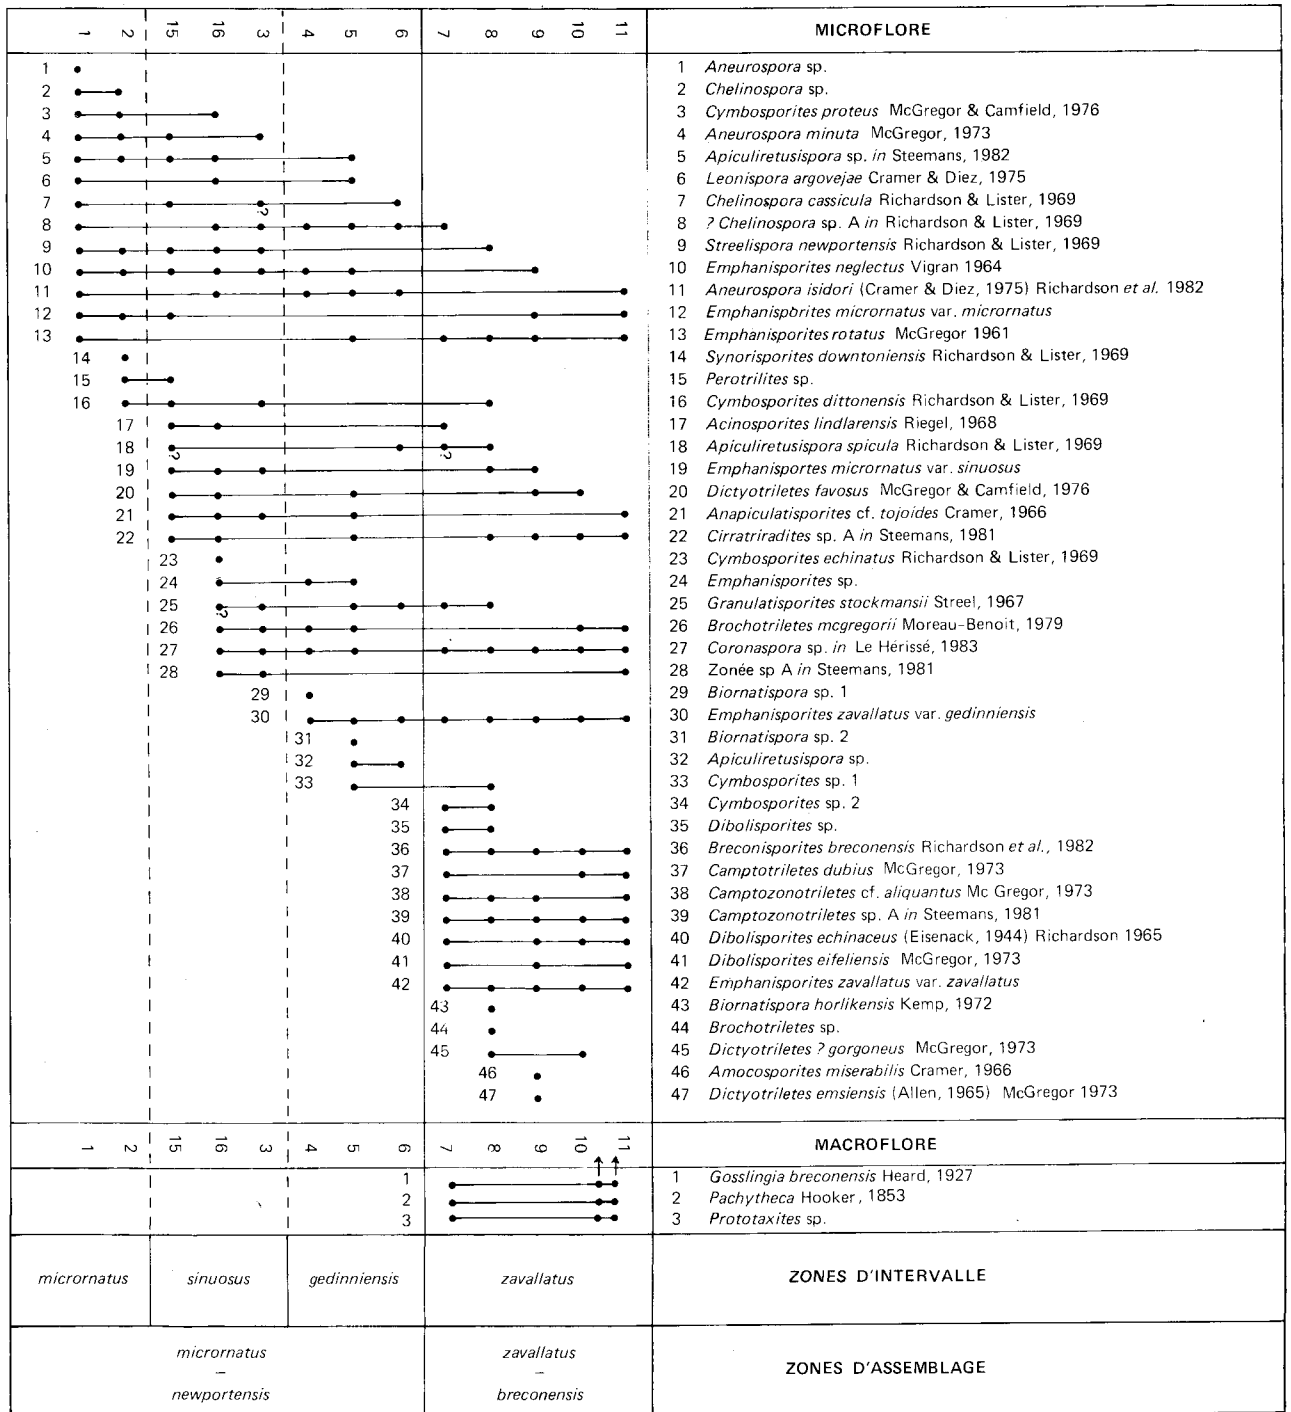 1 2 15 16 3 4 5 6 7 8 9 10 11 MICROFLORE
1 Aneurospora sp.
2 Chelinospora sp.
3 Cymbosporites proteus McGregor & Camfield, 1976
4 Aneurospora minuta McGregor, 1973
5 Apiculiretusispora sp. in Steemans, 1982
6 Leonispora argovejae Cramer & Diez, 1975
7 ? Chelinospora cassicula Richardson & Lister, 1969
8 ? Chelinospora sp. A in Richardson & Lister, 1969
9 Streelispora newportensis Richardson & Lister, 1969
10 Emphanisporites neglectus Vigran 1964
11 Aneurospora isidori (Cramer & Diez, 1975) Richardson et al. 1982
12 Emphanisporites micrornatus var. micrornatus
13 Emphanisporites rotatus McGregor 1961
14 Synorisporites downtoniensis Richardson & Lister, 1969
15 Perotrilites sp.
16 Cymbosporites dittonensis Richardson & Lister, 1969
17 Acinosporites lindlarensis Riegel, 1968
18 ? ? Apiculiretusispora spicula Richardson & Lister, 1969
19 Emphanisportes micrornatus var. sinuosus
20 Dictyotriletes favosus McGregor & Camfield, 1976
21 Anapiculatisporites cf. tojoides Cramer, 1966
22 Cirratriradites sp. A in Steemans, 1981
23 Cymbosporites echinatus Richardson & Lister, 1969
24 Emphanisporites sp.
25 ? Granulatisporites stockmansii Streel, 1967
26 Brochotriletes mcgregorii Moreau-Benoit, 1979
27 Coronaspora sp. in Le Hérissé, 1983
28 Zonée sp A in Steemans, 1981
29 Biornatispora sp. 1
30 Emphanisporites zavallatus var. gedinniensis
31 Biornatispora sp. 2
32 Apiculiretusispora sp.
33 Cymbosporites sp. 1
34 Cymbosporites sp. 2
35 Dibolisporites sp.
36 Breconisporites breconensis Richardson et al., 1982
37 Camptotriletes dubius McGregor, 1973
38 Camptozonotriletes cf. aliquantus Mc Gregor, 1973
39 Camptozonotriletes sp. A in Steemans, 1981
40 Dibolisporites echinaceus (Eisenack, 1944) Richardson 1965
41 Dibolisporites eifeliensis McGregor, 1973
42 Emphanisporites zavallatus var. zavallatus
43 Biornatispora horlikensis Kemp, 1972
44 Brochotriletes sp.
45 Dictyotriletes ? gorgoneus McGregor, 1973
46 Amocosporites miserabilis Cramer, 1966
47 Dictyotriletes emsiensis (Allen, 1965) McGregor 1973
1 2 15 16 3 4 5 6 7 8 9 10 11 MACROFLORE
1 Gosslingia breconensis Heard, 1927
2 Pachytheca Hooker, 1853
3 Prototaxites sp.
micrornatus sinuosus gedinniensis zavallatus ZONES D'INTERVALLE
micrornatus – newportensis zavallatus – breconensis ZONES D'ASSEMBLAGE